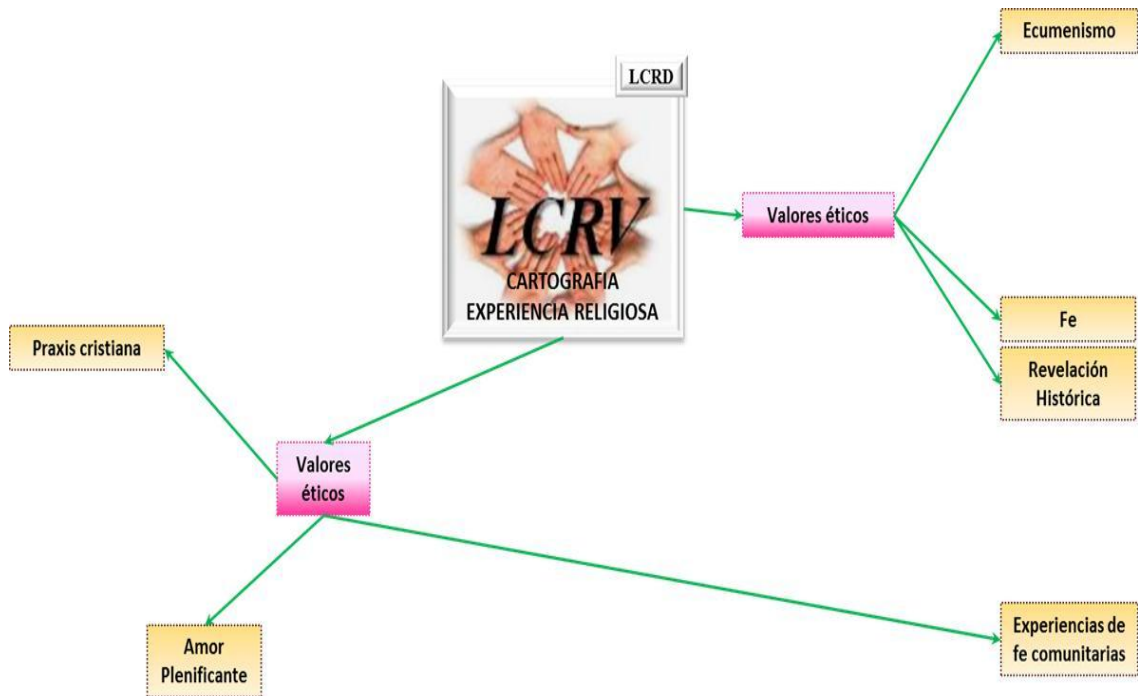 Ecumenismo
LCRD
LCRV
CARTOGRAFIA
EXPERIENCIA RELIGIOSA
Valores éticos
Fe
Revelación
Histórica
Praxis cristiana
Valores
éticos
Amor
Plenificante
Experiencias de
fe comunitarias